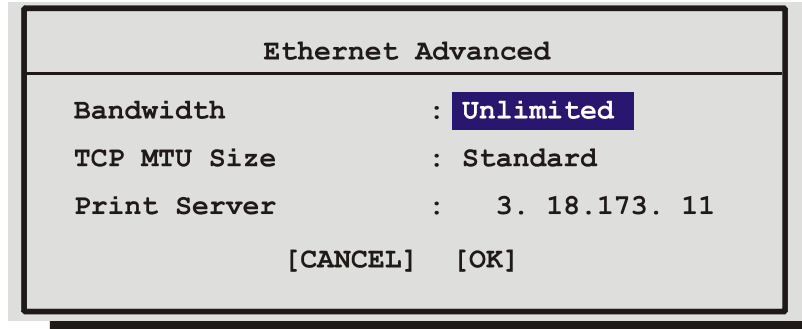 Ethernet Advanced
Bandwidth : Unlimited
TCP MTU Size : Standard
Print Server : 3. 18.173. 11
[CANCEL] [OK]